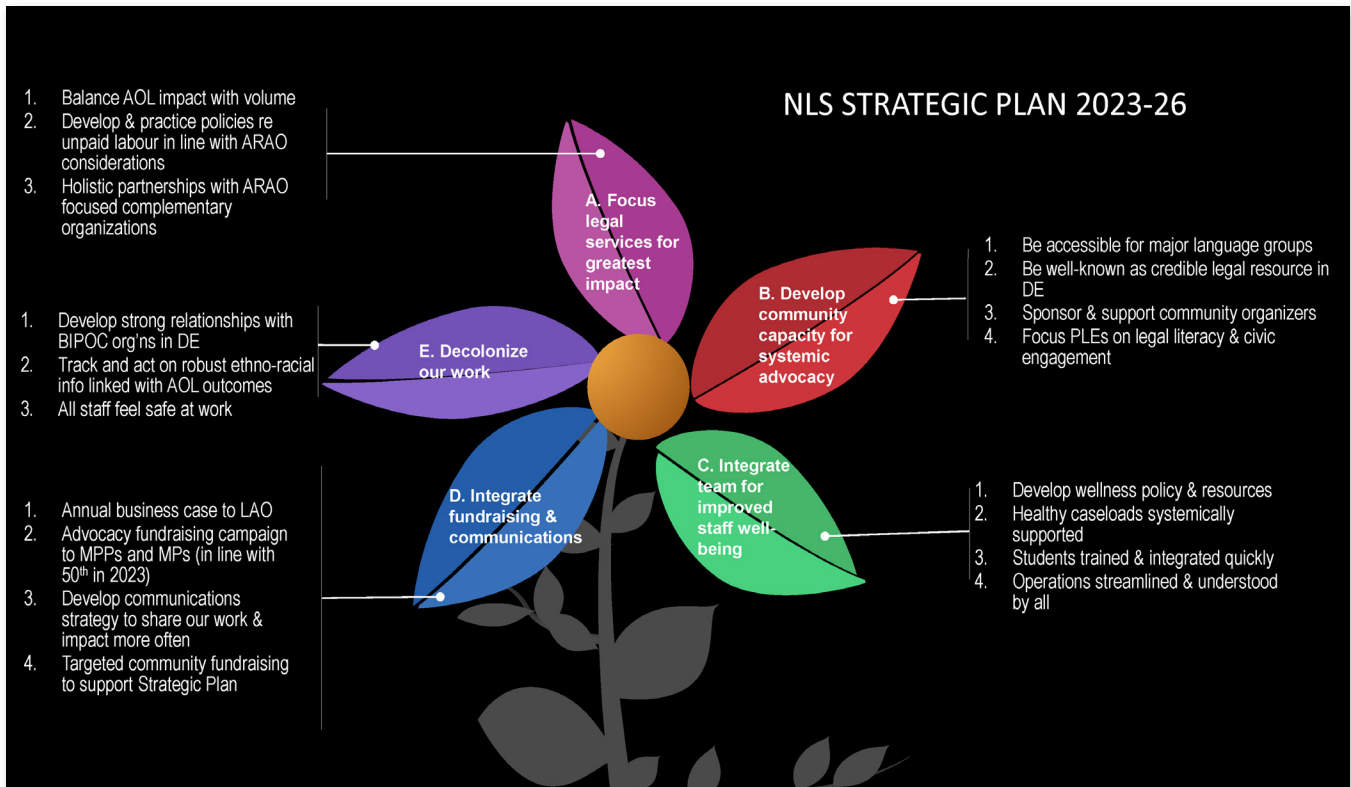 NLS STRATEGIC PLAN 2023-26
1. Balance AOL impact with volume
2. Develop & practice policies re
unpaid labour in line with ARAO
considerations
3. Holistic partnerships with ARAO
focused complementary
organizations
A. Focus
legal
services for
greatest
impact
1. Be accessible for major language groups
2. Be well-known as credible legal resource in
DE
3. Sponsor & support community organizers
4. Focus PLEs on legal literacy & civic
engagement
B. Develop
community
capacity for
systemic
advocacy
1. Develop wellness policy & resources
2. Healthy caseloads systemically
supported
3. Students trained & integrated quickly
4. Operations streamlined & understood
by all
C. Integrate
team for
improved
staff well-
being
1. Annual business case to LAO
2. Advocacy fundraising campaign
to MPPs and MPs (in line with
50th in 2023)
3. Develop communications
strategy to share our work &
impact more often
4. Targeted community fundraising
to support Strategic Plan
D. Integrate
fundraising &
communications
1. Develop strong relationships with
BIPOC org'ns in DE
2. Track and act on robust ethno-racial
info linked with AOL outcomes
3. All staff feel safe at work
E. Decolonize
our work